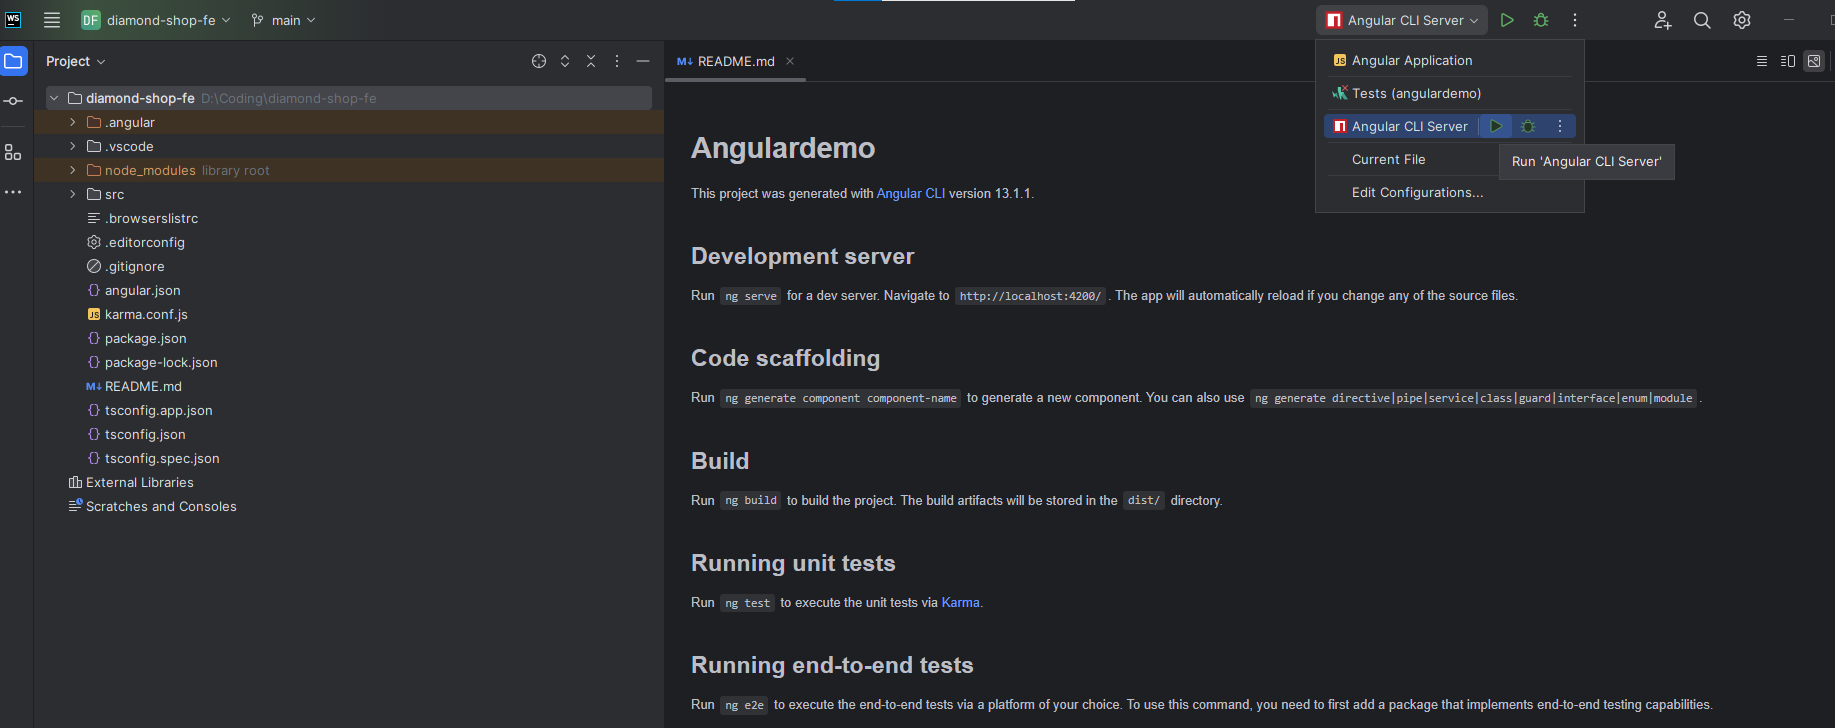 WS
DF diamond-shop-fe
main
Angular CLI Server
Project
README.md
JS Angular Application
Tests (angulardemo)
Angular CLI Server
Run 'Angular CLI Server'
Current File
Edit Configurations...
diamond-shop-fe D:\Coding\diamond-shop-fe
.angular
.vscode
node_modules library root
src
.browserslistrc
.editorconfig
.gitignore
{} angular.json
JS karma.conf.js
{} package.json
{} package-lock.json
M↓ README.md
{} tsconfig.app.json
{} tsconfig.json
{} tsconfig.spec.json
External Libraries
Scratches and Consoles
M↓ README.md
Angulardemo
This project was generated with Angular CLI version 13.1.1.
Development server
Run ng serve for a dev server. Navigate to http://localhost:4200/ . The app will automatically reload if you change any of the source files.
Code scaffolding
Run ng generate component component-name to generate a new component. You can also use ng generate directive|pipe|service|class|guard|interface|enum|module .
Build
Run ng build to build the project. The build artifacts will be stored in the dist/ directory.
Running unit tests
Run ng test to execute the unit tests via Karma.
Running end-to-end tests
Run ng e2e to execute the end-to-end tests via a platform of your choice. To use this command, you need to first add a package that implements end-to-end testing capabilities.